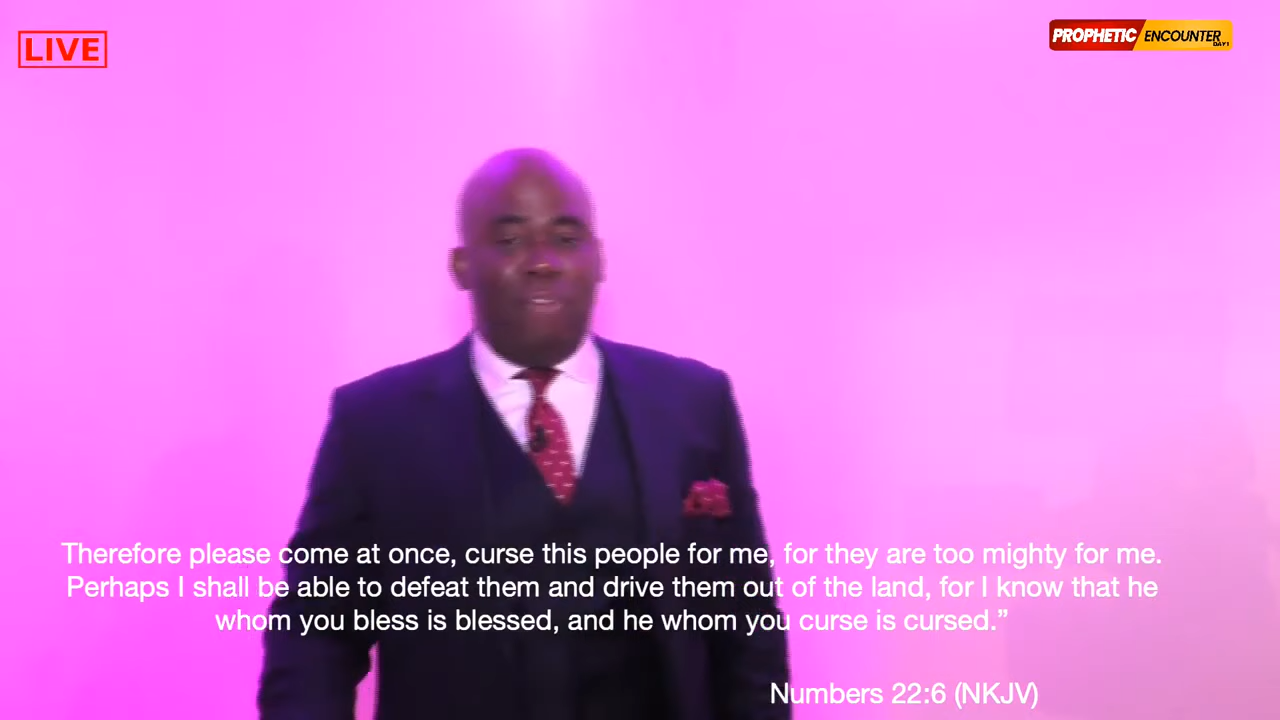 LIVE
PROPHETIC ENCOUNTER
DAY1
Therefore please come at once, curse this people for me, for they are too mighty for me.
Perhaps I shall be able to defeat them and drive them out of the land, for I know that he
whom you bless is blessed, and he whom you curse is cursed.”
Numbers 22:6 (NKJV)